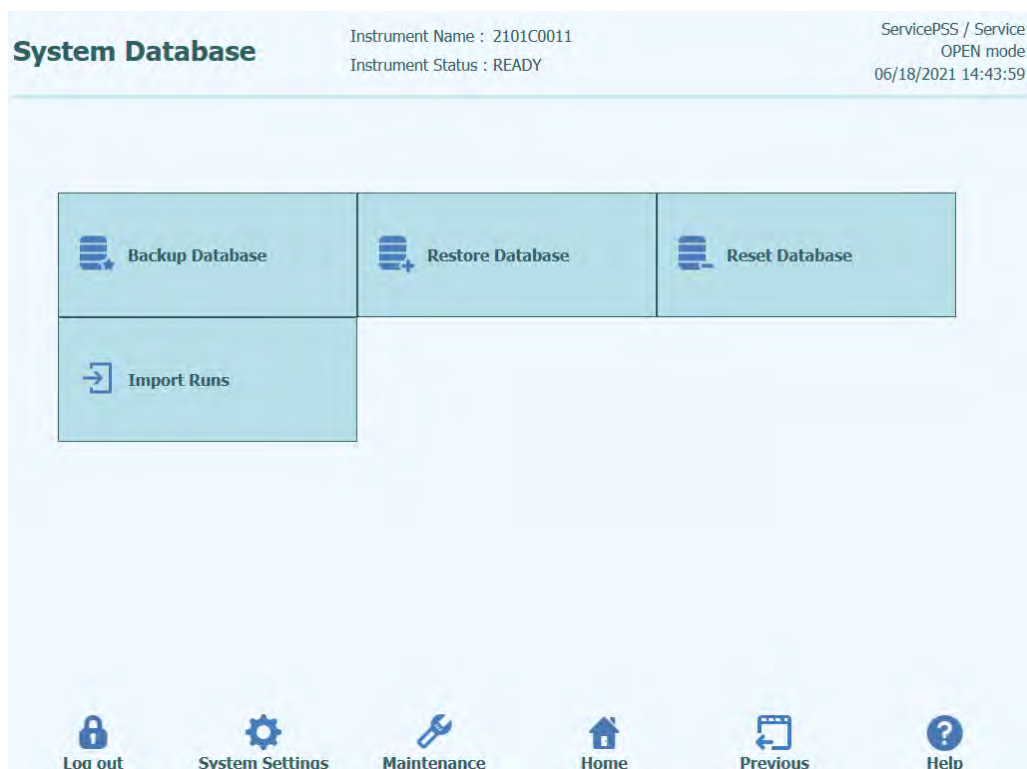 System Database
Instrument Name : 2101C0011
Instrument Status : READY
ServicePSS / Service
OPEN mode
06/18/2021 14:43:59
Backup Database
Restore Database
Reset Database
Import Runs
Log out
System Settings
Maintenance
Home
Previous
Help